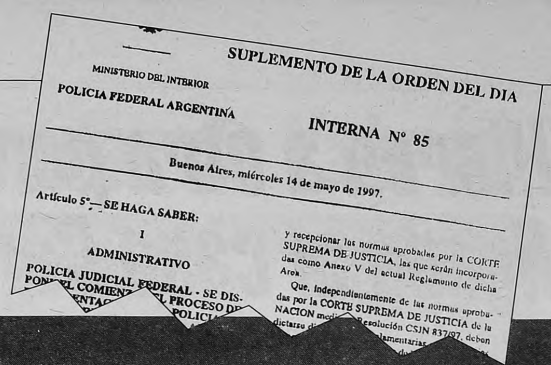 SUPLEMENTO DE LA ORDEN DEL DIA
MINISTERIO DEL INTERIOR
POLICIA FEDERAL ARGENTINA
INTERNA Nº 85
Buenos Aires, miércoles 14 de mayo de 1997.
Artículo 5º— SE HAGA SABER:
I
ADMINISTRATIVO
POLICIA JUDICIAL FEDERAL - SE DIS-
EL COMIENZ EL PROCESO DE
POLICIA
y recepcionar las normas aprobadas por la CORTE
SUPREMA DE JUSTICIA, las que serán incorpora-
das como Anexo V del actual Reglamento de dicha
Area.
Que, independientemente de las normas aproba-
das por la CORTE SUPREMA DE JUSTICIA de la
NACION Resolución CSJN 837/97, deben